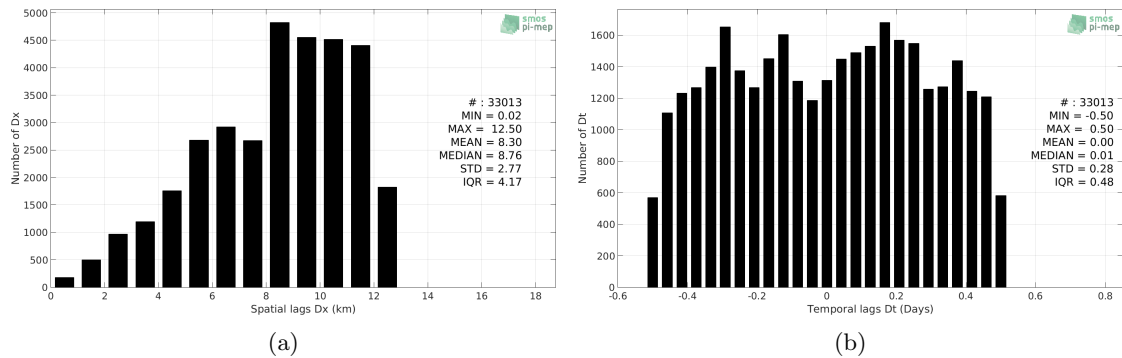 smos
pi-mep
Number of Dx
5000
4500
4000
3500
3000
2500
2000
1500
1000
500
0
# : 33013
MIN = 0.02
MAX = 12.50
MEAN = 8.30
MEDIAN = 8.76
STD = 2.77
IQR = 4.17
0 2 4 6 8 10 12 14 16 18
Spatial lags Dx (km)
(a)
smos
pi-mep
Number of Dt
1600
1400
1200
1000
800
600
400
200
0
# : 33013
MIN = -0.50
MAX = 0.50
MEAN = 0.00
MEDIAN = 0.01
STD = 0.28
IQR = 0.48
-0.6 -0.4 -0.2 0 0.2 0.4 0.6 0.8
Temporal lags Dt (Days)
(b)